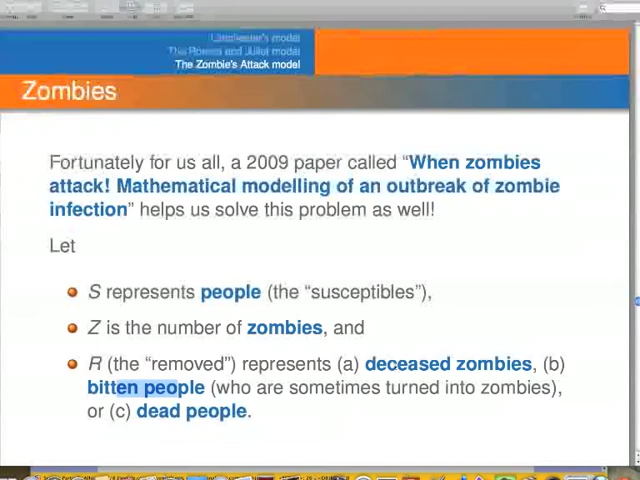 Lanchester's model
The Romeo and Juliet model
The Zombie's Attack model
Zombies
Fortunately for us all, a 2009 paper called “When zombies
attack! Mathematical modelling of an outbreak of zombie
infection” helps us solve this problem as well!
Let
S represents people (the “susceptibles”),
Z is the number of zombies, and
R (the “removed”) represents (a) deceased zombies, (b)
bitten people (who are sometimes turned into zombies),
or (c) dead people.